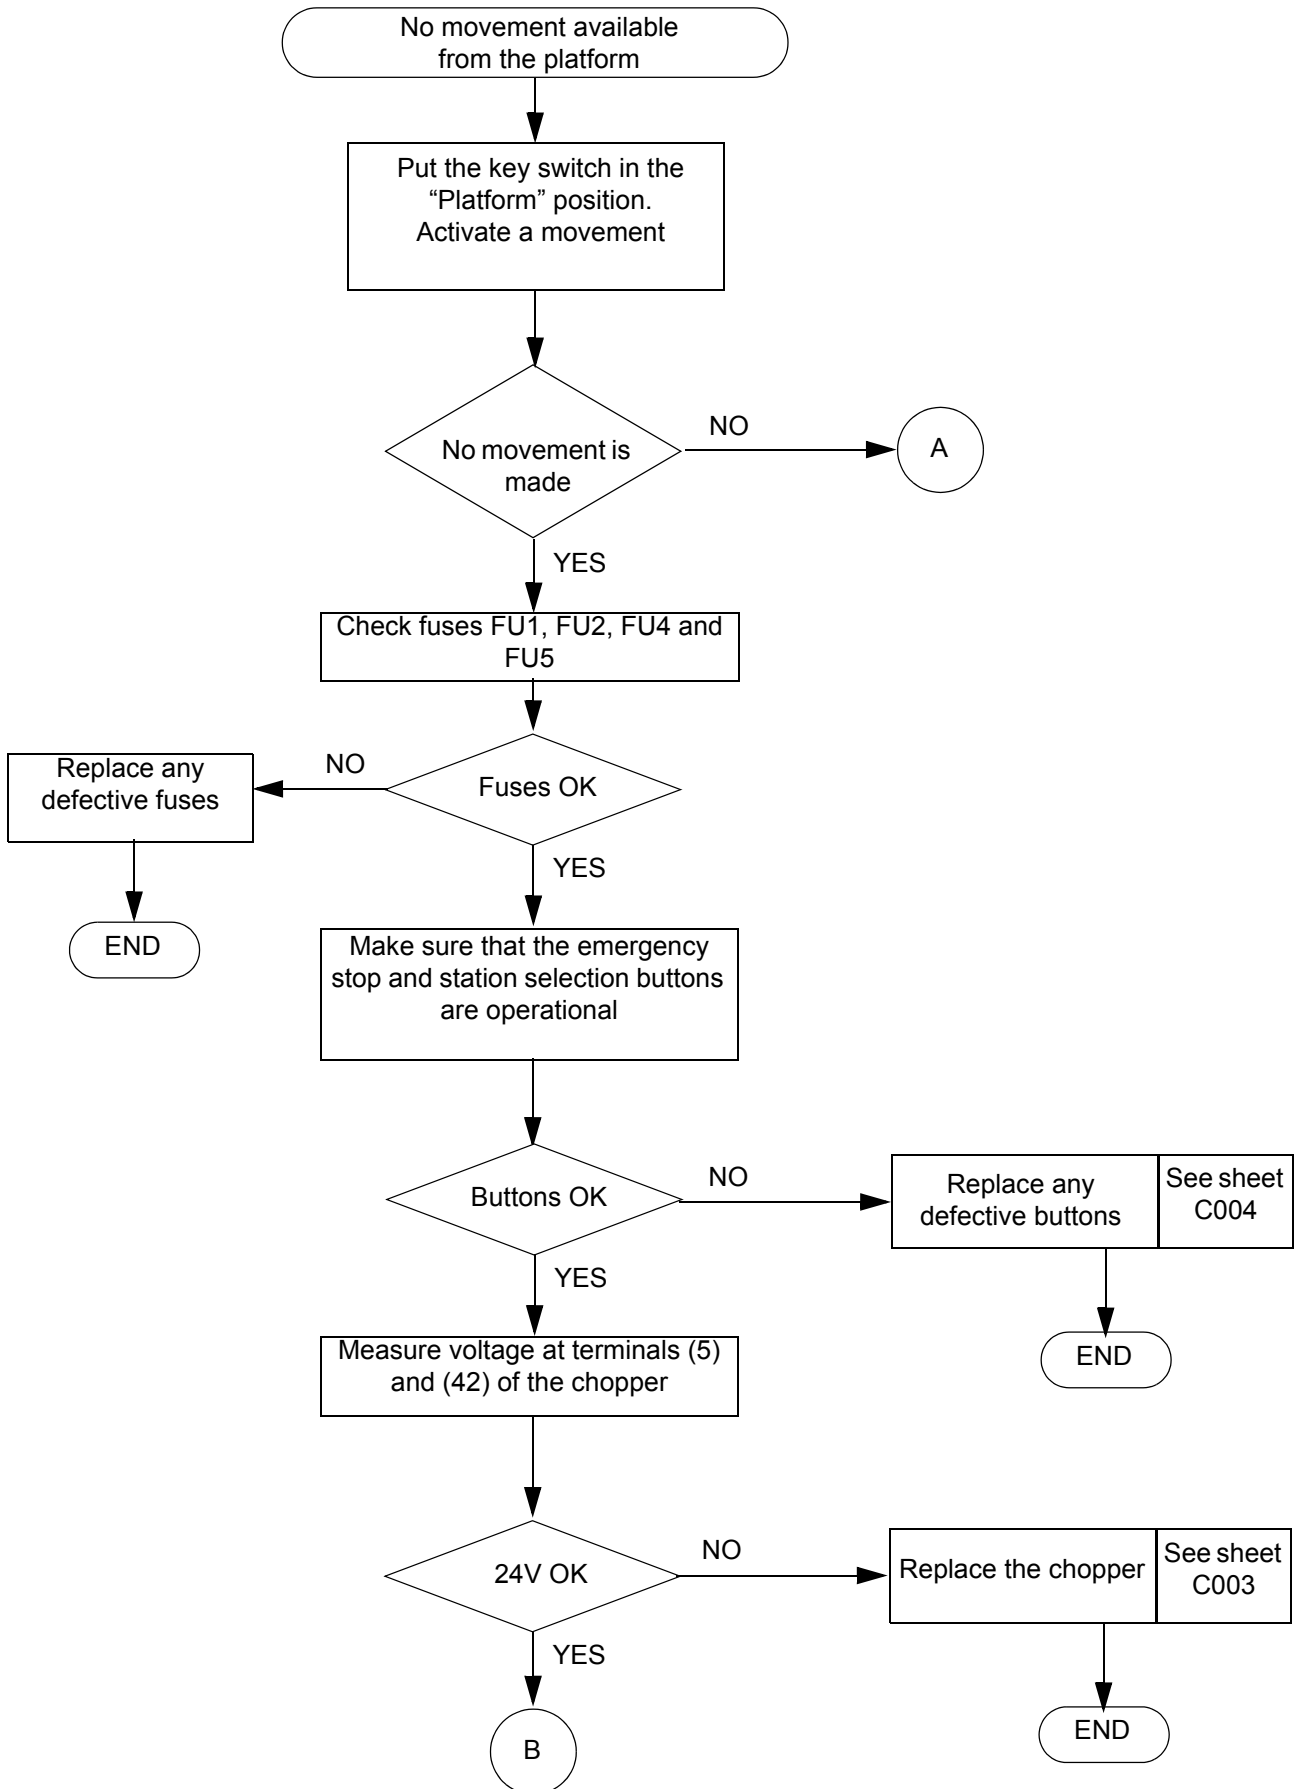 No movement available
from the platform
Put the key switch in the
“Platform” position.
Activate a movement
No movement is
made
NO
A
YES
Check fuses FU1, FU2, FU4 and
FU5
Fuses OK
NO
Replace any
defective fuses
END
YES
Make sure that the emergency
stop and station selection buttons
are operational
Buttons OK
NO
Replace any
defective buttons
See sheet
C004
END
YES
Measure voltage at terminals (5)
and (42) of the chopper
24V OK
NO
Replace the chopper
See sheet
C003
END
YES
B